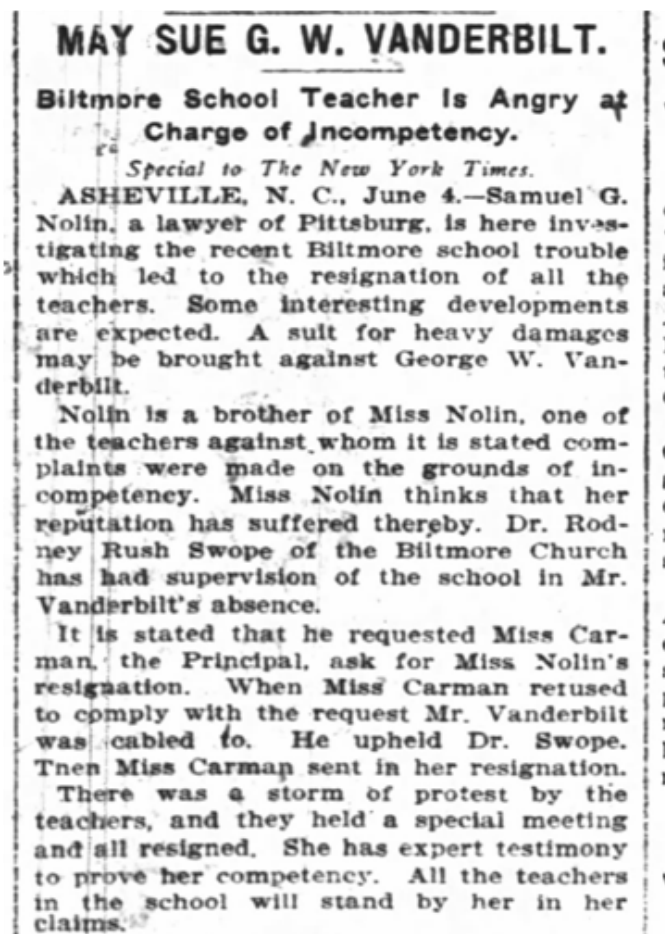 MAY SUE G. W. VANDERBILT.
Biltmore School Teacher Is Angry at
Charge of Incompetency.
Special to The New York Times.
ASHEVILLE, N. C., June 4.—Samuel G.
Nolin, a lawyer of Pittsburg, is here inves-
tigating the recent Biltmore school trouble
which led to the resignation of all the
teachers. Some interesting developments
are expected. A suit for heavy damages
may be brought against George W. Van-
derbilt.
Nolin is a brother of Miss Nolin, one of
the teachers against whom it is stated com-
plaints were made on the grounds of in-
competency. Miss Nolin thinks that her
reputation has suffered thereby. Dr. Rod-
ney Rush Swope of the Biltmore Church
has had supervision of the school in Mr.
Vanderbilt's absence.
It is stated that he requested Miss Car-
man, the Principal, ask for Miss Nolin's
resignation. When Miss Carman refused
to comply with the request Mr. Vanderbilt
was cabled to. He upheld Dr. Swope.
Tnen Miss Carman sent in her resignation.
There was a storm of protest by the
teachers, and they held a special meeting
and all resigned. She has expert testimony
to prove her competency. All the teachers
in the school will stand by her in her
claims.